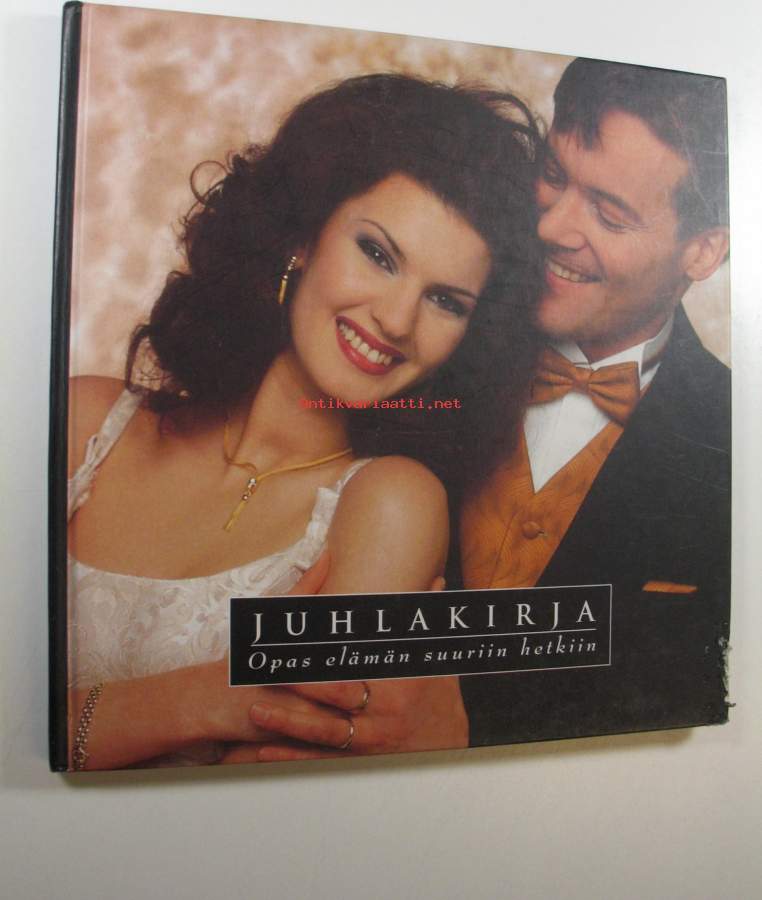 antikvariaatti.net
JUHLAKIRJA
Opas elämän suuriin hetkiin